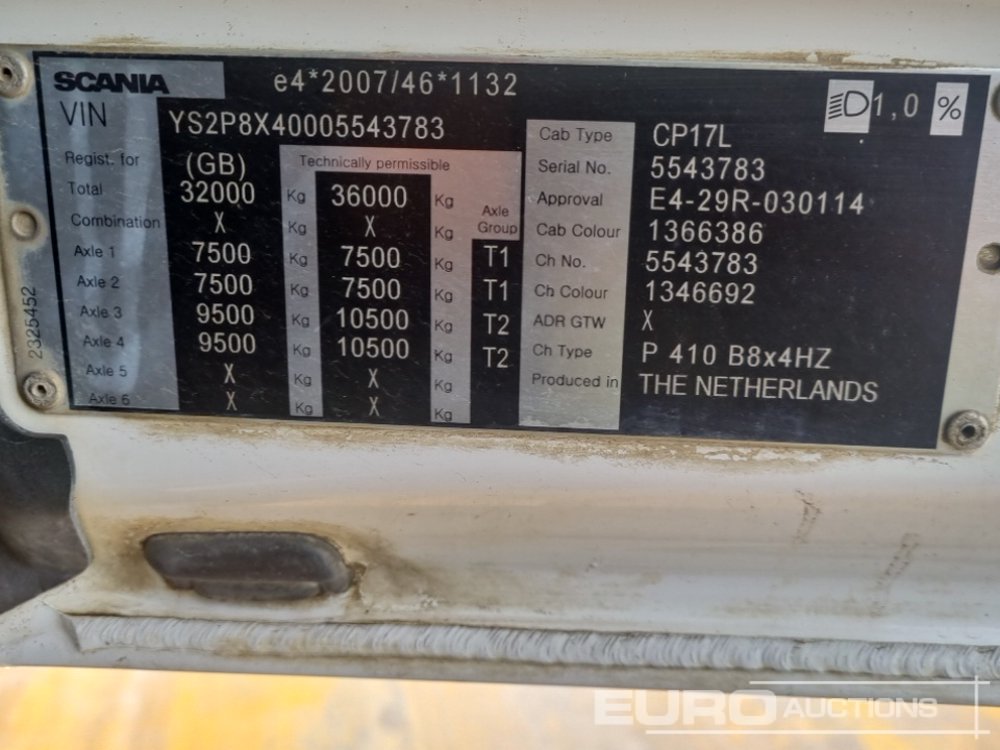 SCANIA e4*2007/46*1132
VIN YS2P8X40005543783
1,0 %
Regist. for (GB) Technically permissible
Total 32000 Kg 36000 Kg Axle Group
Combination X Kg X Kg
Axle 1 7500 Kg 7500 Kg T1
Axle 2 7500 Kg 7500 Kg T1
Axle 3 9500 Kg 10500 Kg T2
Axle 4 9500 Kg 10500 Kg T2
Axle 5 X Kg X Kg
Axle 6 X Kg X Kg
Cab Type CP17L
Serial No. 5543783
Approval E4-29R-030114
Cab Colour 1366386
Ch No. 5543783
Ch Colour 1346692
ADR GTW X
Ch Type P 410 B8x4HZ
Produced in THE NETHERLANDS
2325452
EURO AUCTIONS